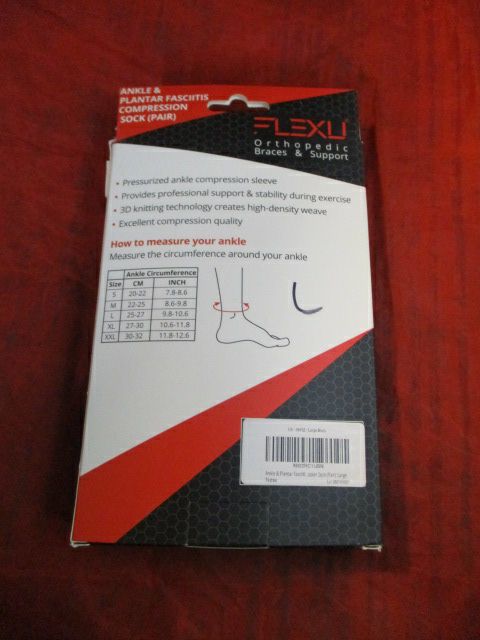 ANKLE &
PLANTAR FASCIITIS
COMPRESSION
SOCK (PAIR)
FLEXU
Orthopedic
Braces & Support
• Pressurized ankle compression sleeve
• Provides professional support & stability during exercise
• 3D knitting technology creates high-density weave
• Excellent compression quality
How to measure your ankle
Measure the circumference around your ankle
Ankle Circumference
Size CM INCH
S 20-22 7.8-8.6
M 22-25 8.6-9.8
L 25-27 9.8-10.6
XL 27-30 10.6-11.8
XXL 30-32 11.8-12.6
Ankle & Plantar Large